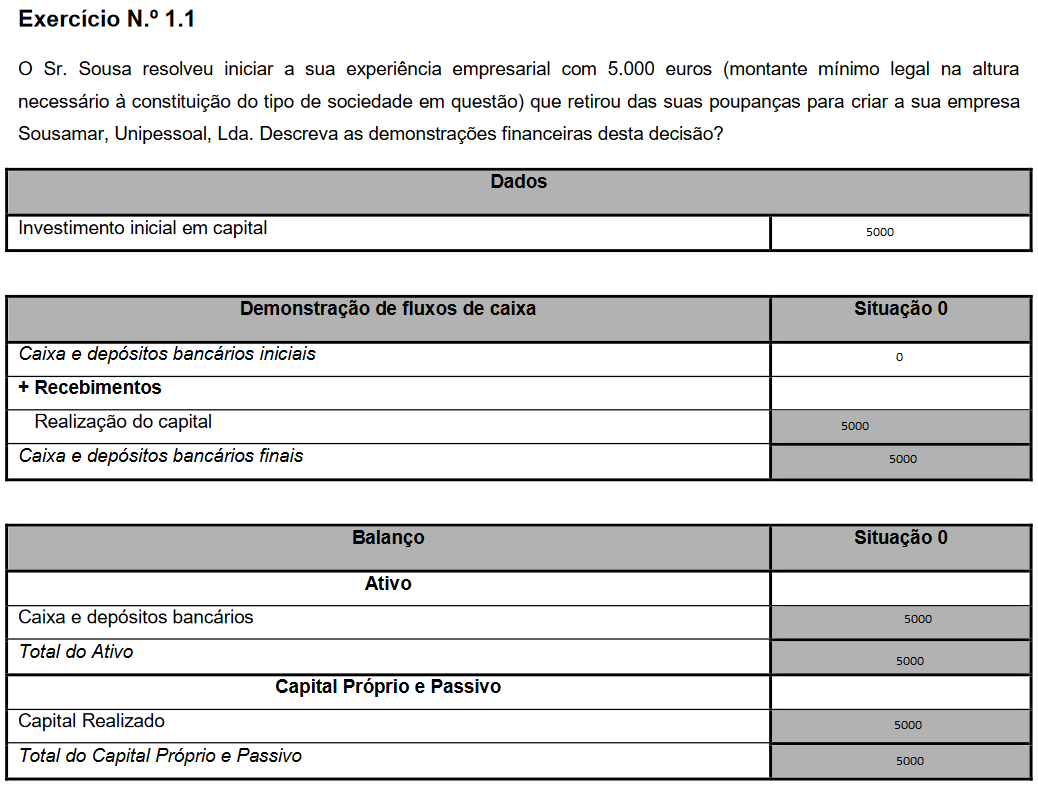 Exercício N.º 1.1
O Sr. Sousa resolveu iniciar a sua experiência empresarial com 5.000 euros (montante mínimo legal na altura
necessário à constituição do tipo de sociedade em questão) que retirou das suas poupanças para criar a sua empresa
Sousamar, Unipessoal, Lda. Descreva as demonstrações financeiras desta decisão?
Dados
Investimento inicial em capital 5000
Demonstração de fluxos de caixa Situação 0
Caixa e depósitos bancários iniciais 0
+ Recebimentos
Realização do capital 5000
Caixa e depósitos bancários finais 5000
Balanço Situação 0
Ativo
Caixa e depósitos bancários 5000
Total do Ativo 5000
Capital Próprio e Passivo
Capital Realizado 5000
Total do Capital Próprio e Passivo 5000